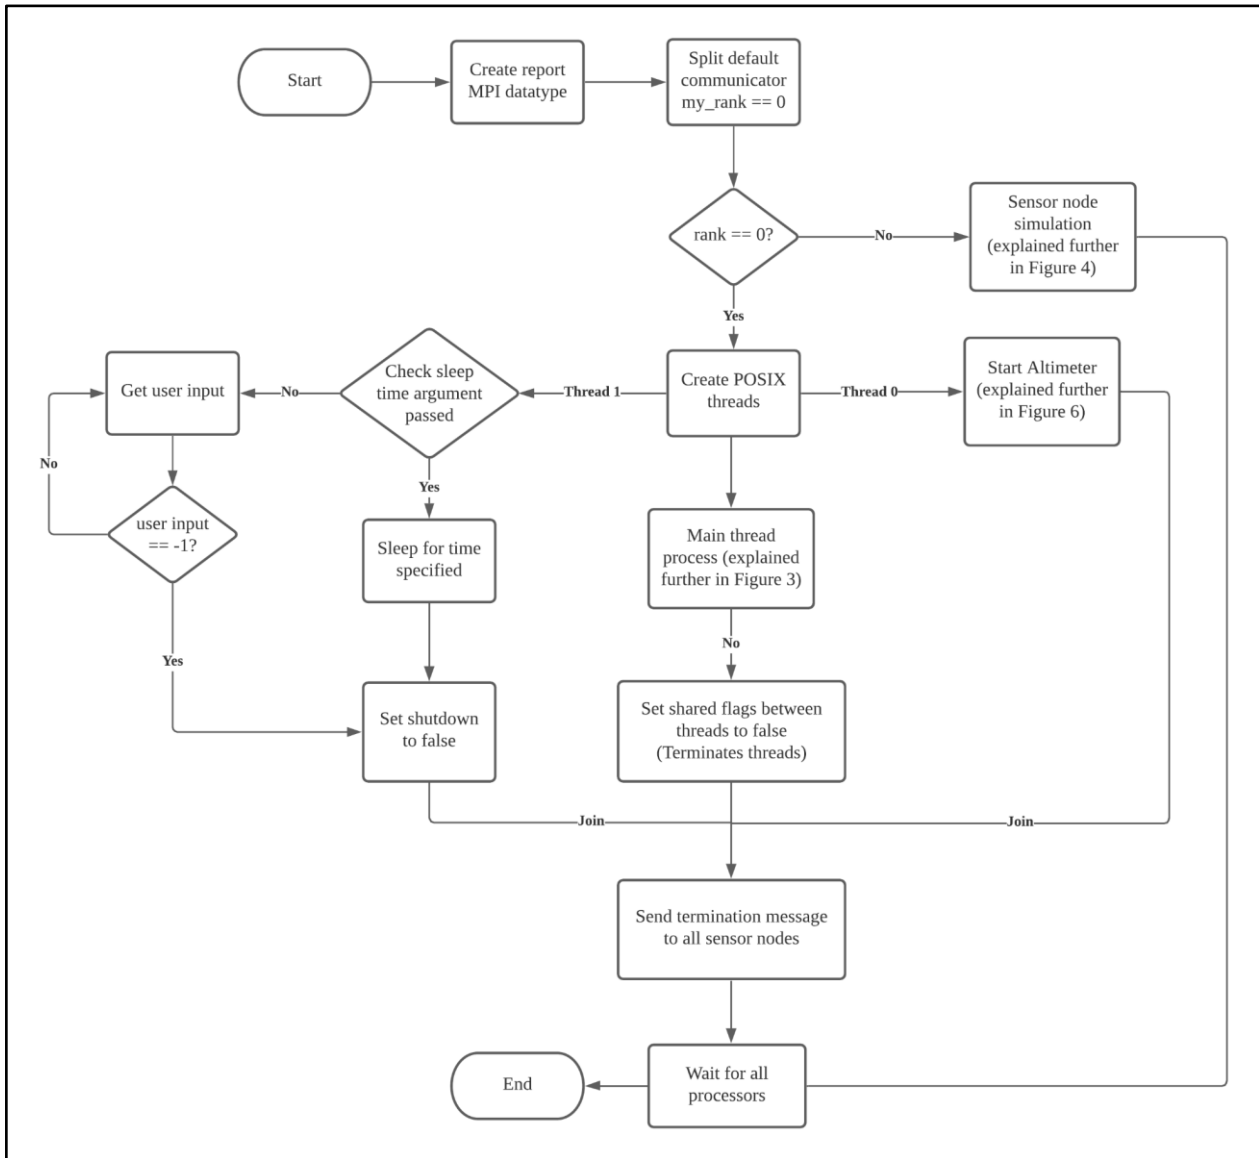 Start
Create report
MPI datatype
Split default
communicator
my_rank == 0
rank == 0?
No
Sensor node
simulation
(explained further
in Figure 4)
Yes
Get user input
No
Check sleep
time argument
passed
Thread 1
Create POSIX
threads
Thread 0
Start Altimeter
(explained further
in Figure 6)
No
Yes
user input
== -1?
Sleep for time
specified
Main thread
process (explained
further in Figure 3)
No
Yes
Set shutdown
to false
Set shared flags between
threads to false
(Terminates threads)
Join
Join
Send termination message
to all sensor nodes
End
Wait for all
processors